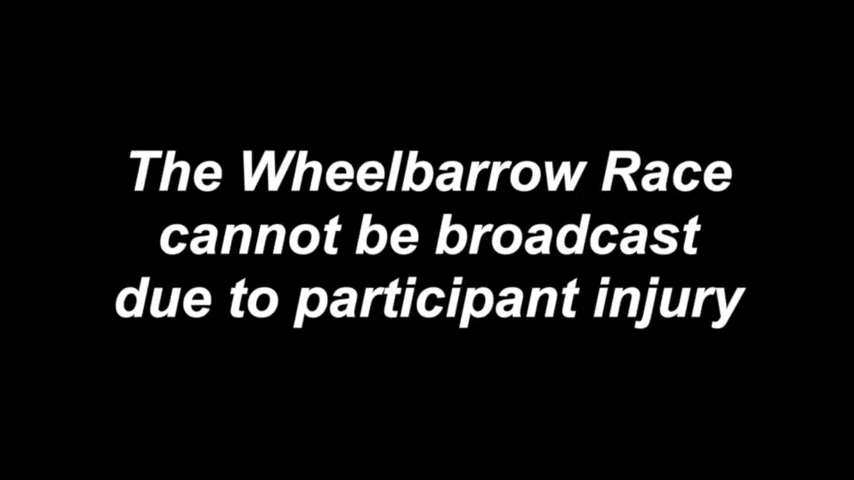 The Wheelbarrow Race
cannot be broadcast
due to participant injury